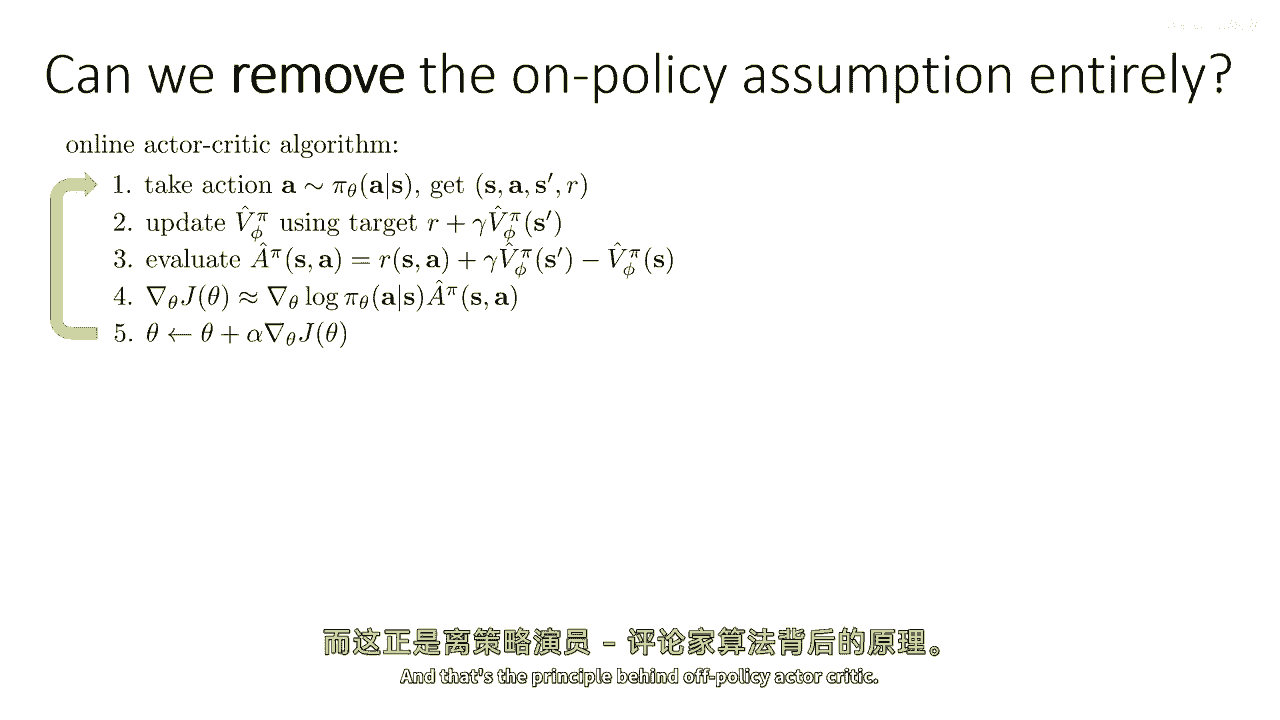 Can we remove the on-policy assumption entirely?
online actor-critic algorithm:
1. take action $\mathbf{a} \sim \pi_\theta(\mathbf{a}|\mathbf{s})$, get $(\mathbf{s}, \mathbf{a}, \mathbf{s}', r)$
2. update $\hat{V}^\pi_\phi$ using target $r + \gamma \hat{V}^\pi_\phi(\mathbf{s}')$
3. evaluate $\hat{A}^\pi(\mathbf{s}, \mathbf{a}) = r(\mathbf{s}, \mathbf{a}) + \gamma \hat{V}^\pi_\phi(\mathbf{s}') - \hat{V}^\pi_\phi(\mathbf{s})$
4. $\nabla_\theta J(\theta) \approx \nabla_\theta \log \pi_\theta(\mathbf{a}|\mathbf{s}) \hat{A}^\pi(\mathbf{s}, \mathbf{a})$
5. $\theta \leftarrow \theta + \alpha \nabla_\theta J(\theta)$
而这正是离策略演员 - 评论家算法背后的原理。
And that's the principle behind off-policy actor critic.